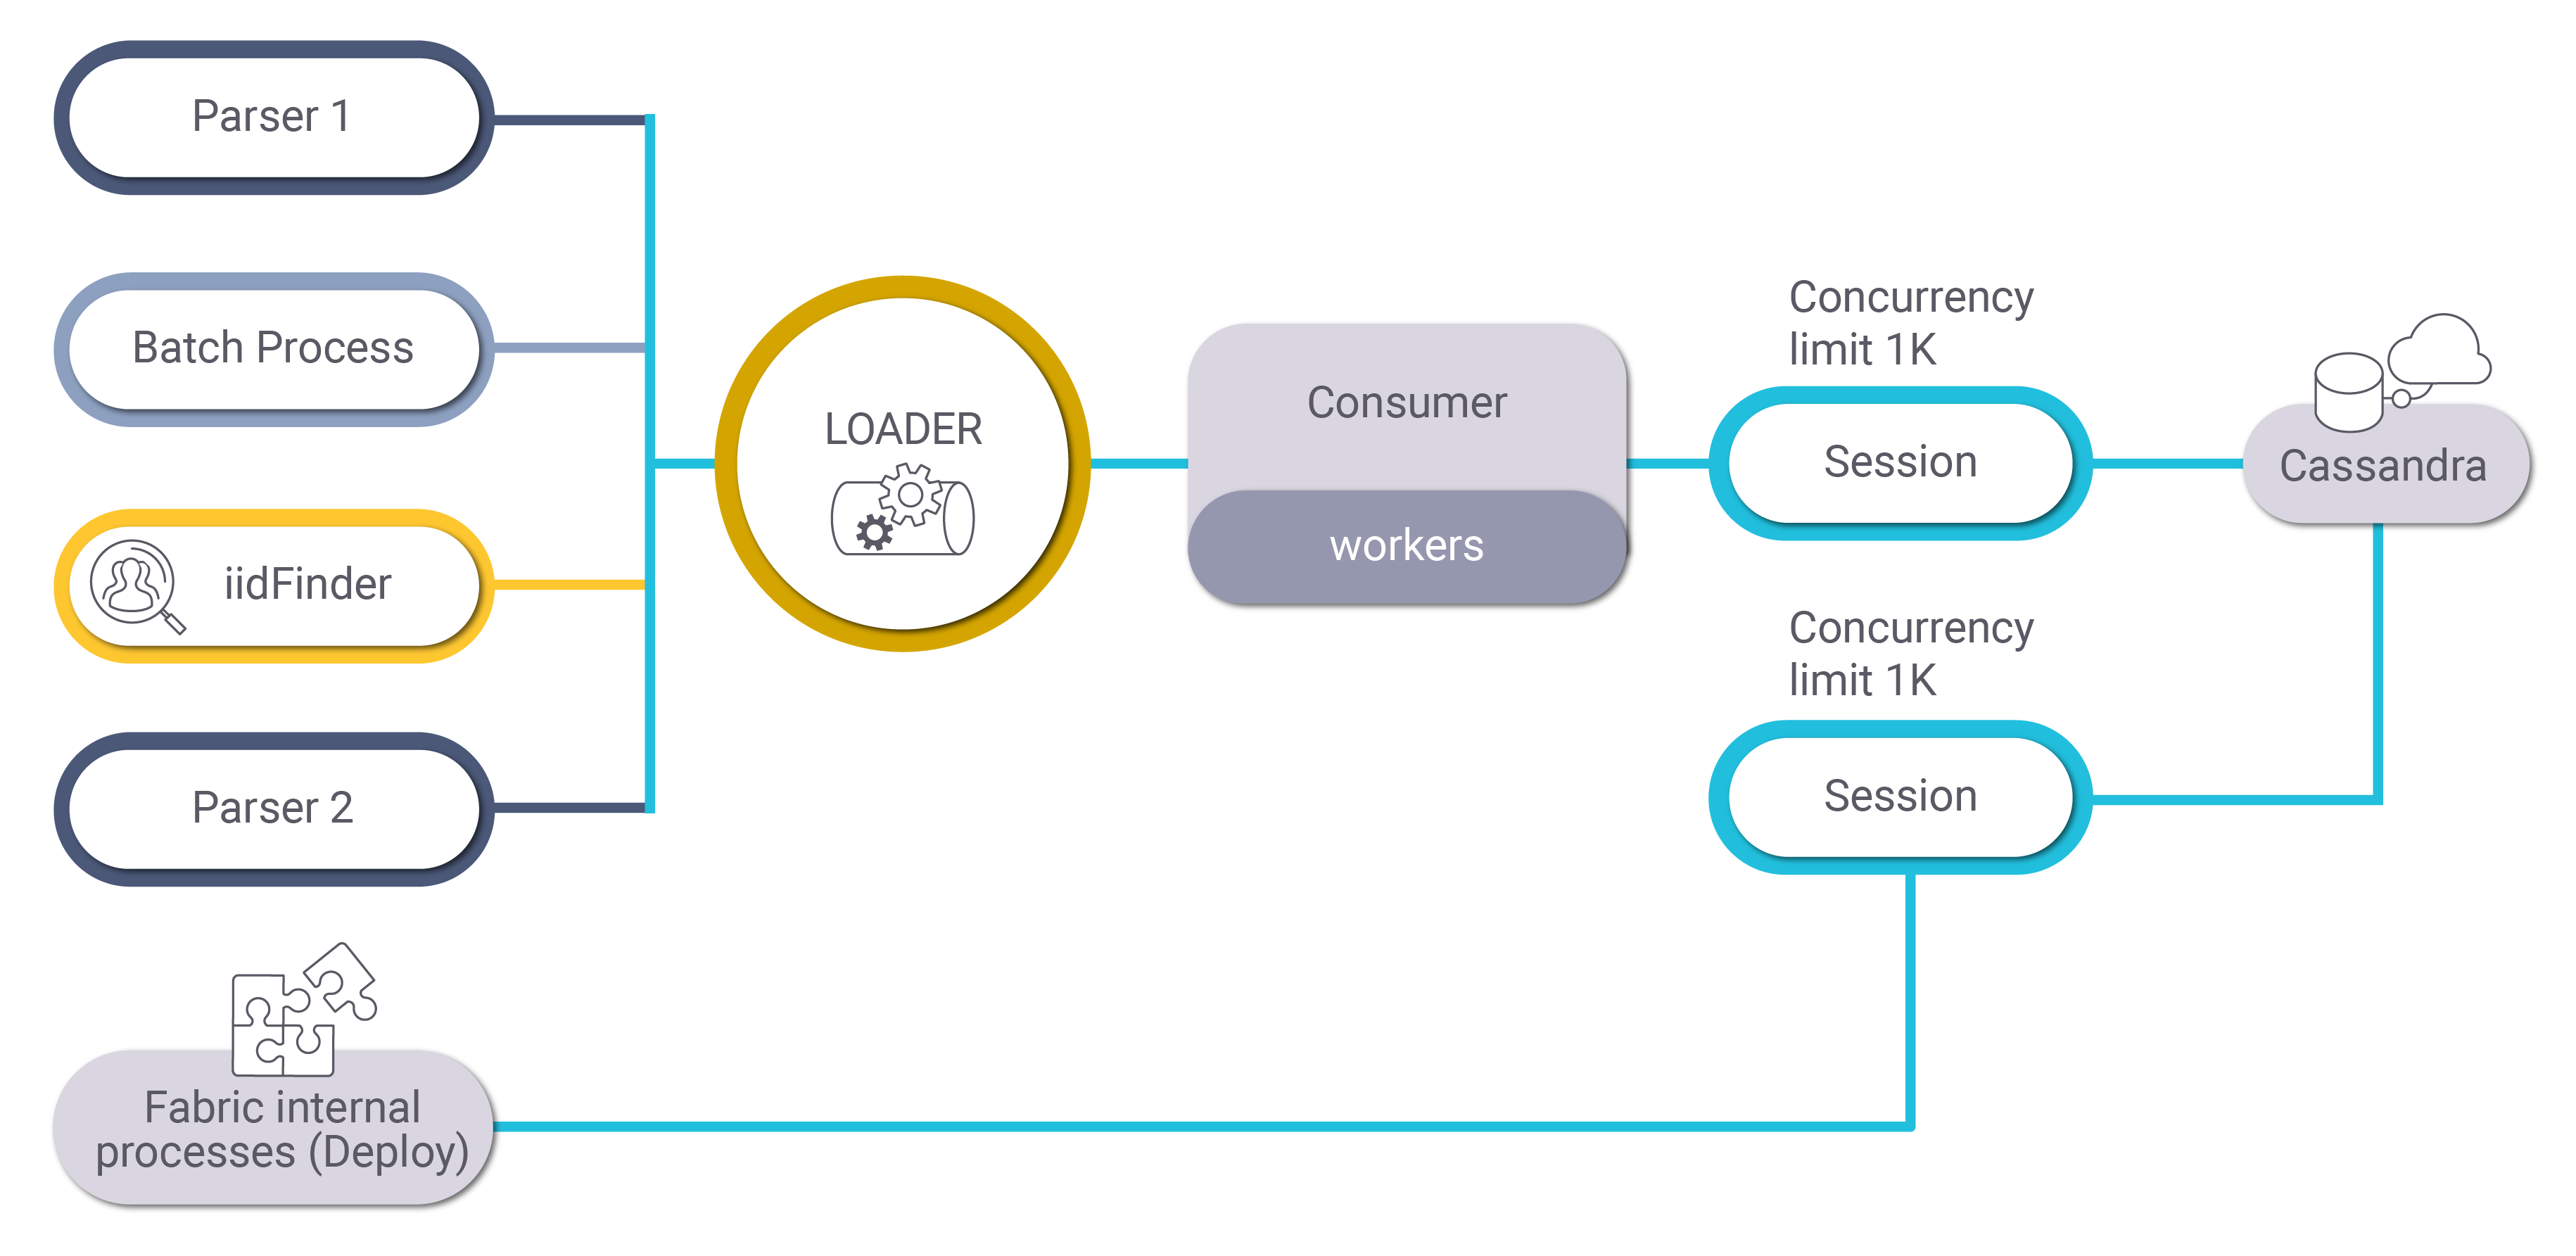 Parser 1
Batch Process
iidFinder
Parser 2
Fabric internal
processes (Deploy)
LOADER
Consumer
workers
Concurrency
limit 1K
Session
Concurrency
limit 1K
Session
Cassandra